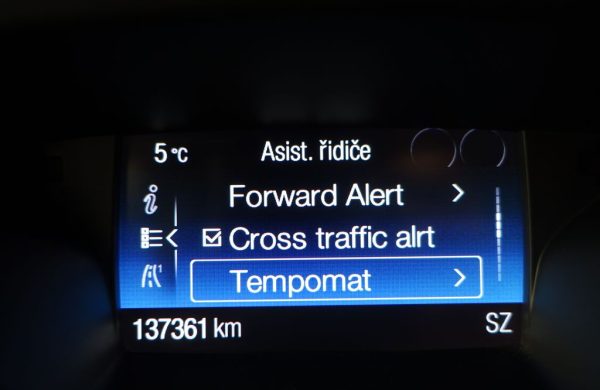 5 °C Asist. řidiče
Forward Alert
Cross traffic alrt
Tempomat
137361 km SZ